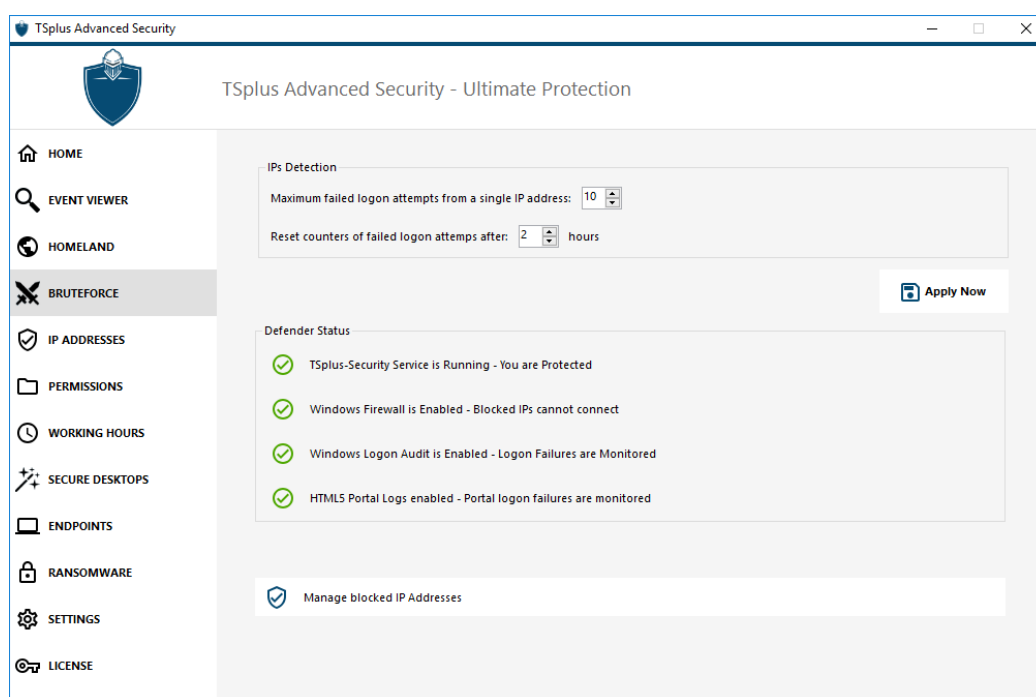 TSplus Advanced Security
TSplus Advanced Security - Ultimate Protection
HOME
EVENT VIEWER
HOMELAND
BRUTEFORCE
IP ADDRESSES
PERMISSIONS
WORKING HOURS
SECURE DESKTOPS
ENDPOINTS
RANSOMWARE
SETTINGS
LICENSE
IPs Detection
Maximum failed logon attempts from a single IP address: 10
Reset counters of failed logon attemps after: 2 hours
Apply Now
Defender Status
TSplus-Security Service is Running - You are Protected
Windows Firewall is Enabled - Blocked IPs cannot connect
Windows Logon Audit is Enabled - Logon Failures are Monitored
HTML5 Portal Logs enabled - Portal logon failures are monitored
Manage blocked IP Addresses